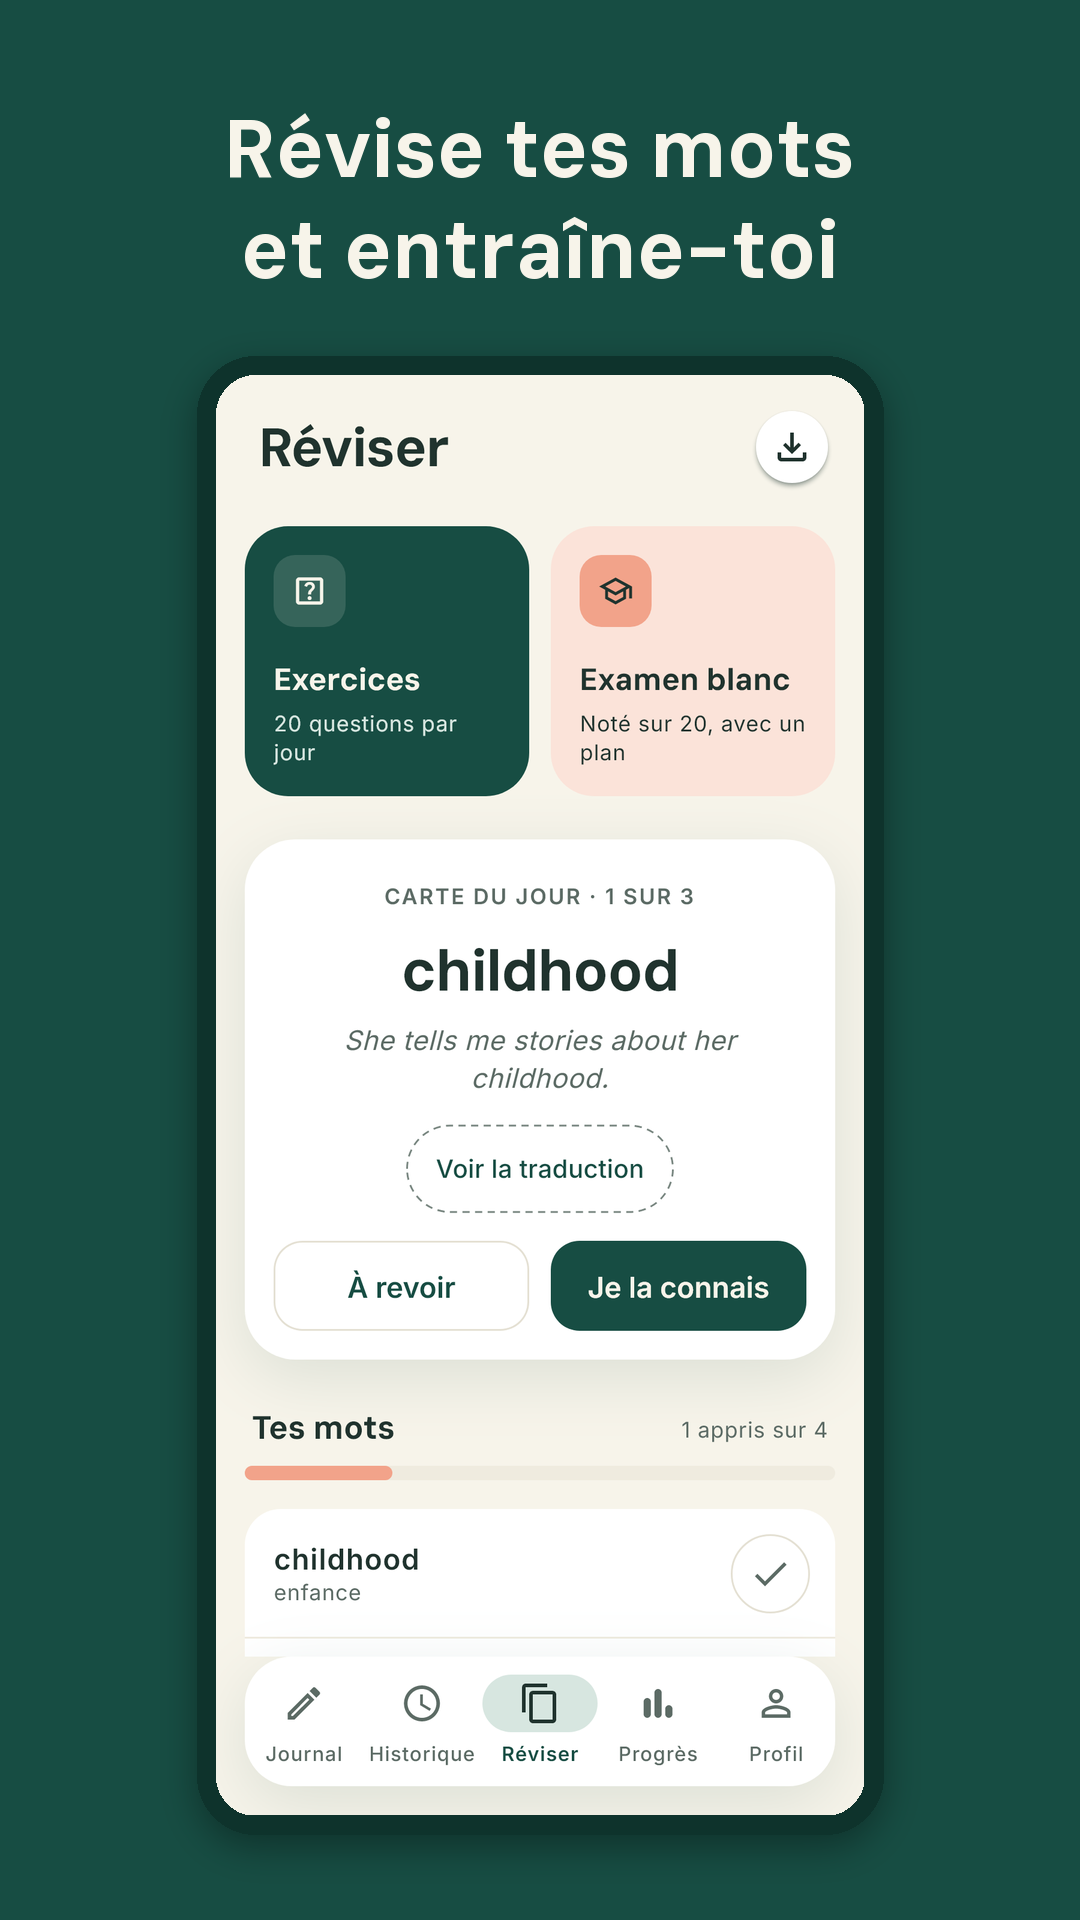 Révise tes mots
et entraîne-toi
Réviser
Exercices
20 questions par
jour
Examen blanc
Noté sur 20, avec un
plan
CARTE DU JOUR · 1 SUR 3
childhood
She tells me stories about her
childhood.
Voir la traduction
À revoir
Je la connais
Tes mots
1 appris sur 4
childhood
enfance
Journal
Historique
Réviser
Progrès
Profil